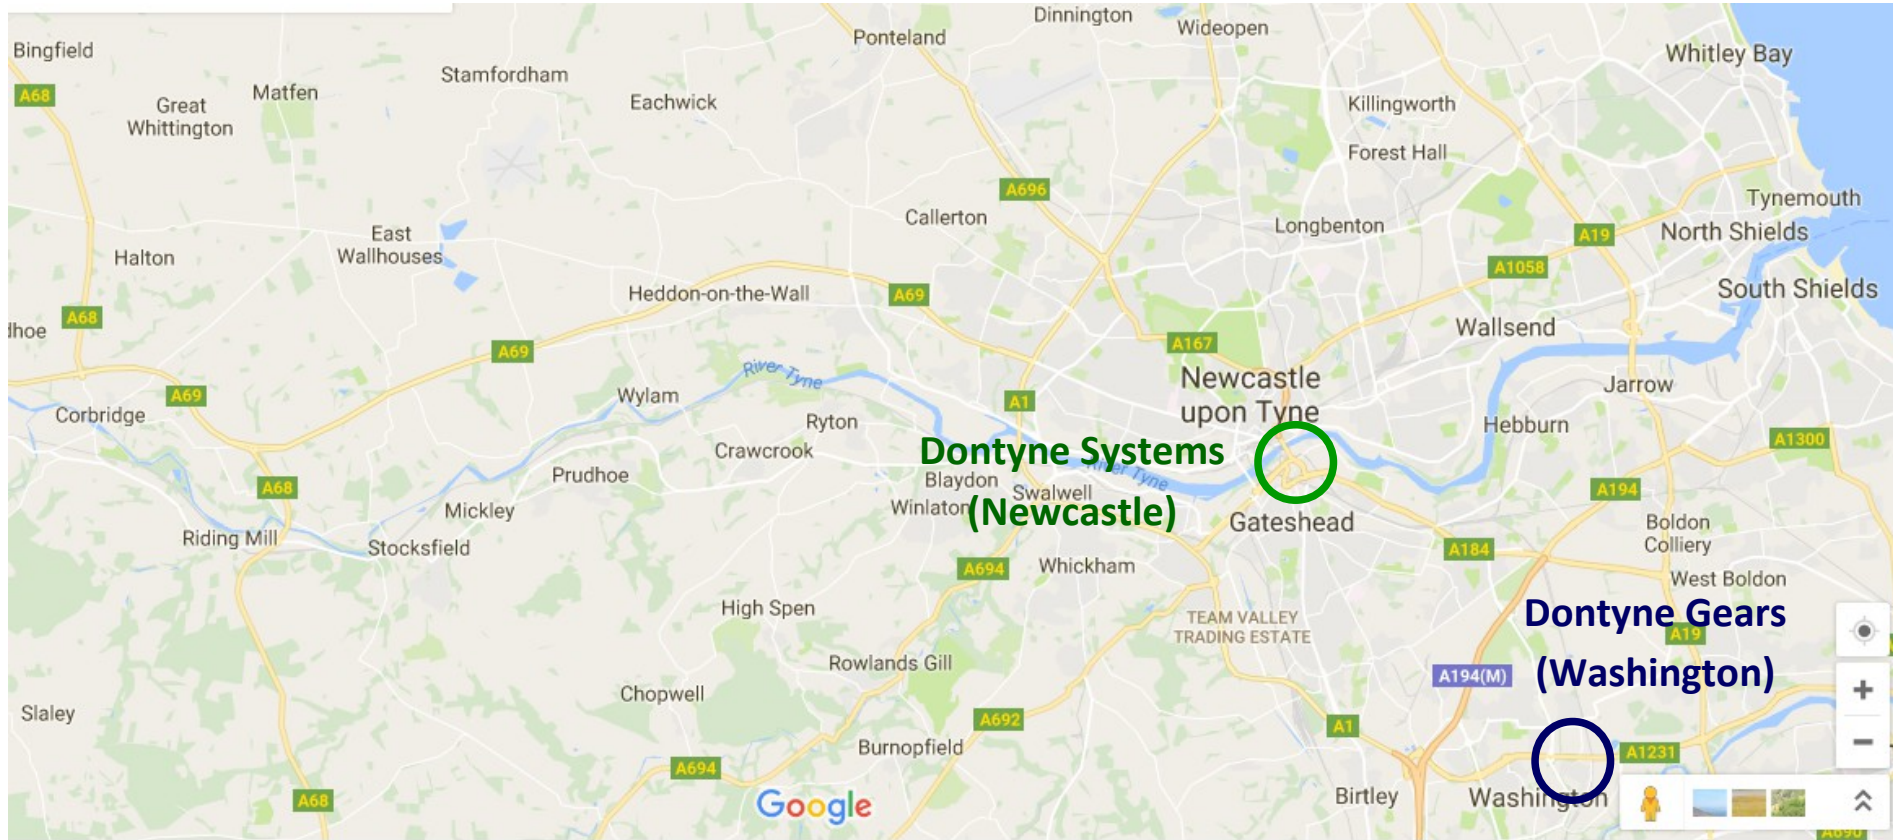 Dinnington
Wideopen
Bingfield
Ponteland
Whitley Bay
Stamfordham
A68
Great
Whittington
Matfen
Eachwick
Killingworth
Forest Hall
A696
Tynemouth
Callerton
Longbenton
East
Wallhouses
A19
North Shields
Halton
A1058
South Shields
Heddon-on-the-Wall
A69
A68
dhoe
Wallsend
A167
A69
River Tyne
Newcastle
upon Tyne
Jarrow
Wylam
A69
A1
Corbridge
Ryton
Hebburn
A1300
Crawcrook
Dontyne Systems
(Newcastle)
River Tyne
Prudhoe
Blaydon
Swalwell
Winlaton
A68
A194
Mickley
Gateshead
Boldon
Colliery
Riding Mill
Stocksfield
A184
A694
Whickham
West Boldon
High Spen
TEAM VALLEY
TRADING ESTATE
Dontyne Gears
(Washington)
A19
Rowlands Gill
A194(M)
Chopwell
Slaley
A692
A1
Burnopfield
A1231
A694
A68
Google
Birtley
Washington
A690